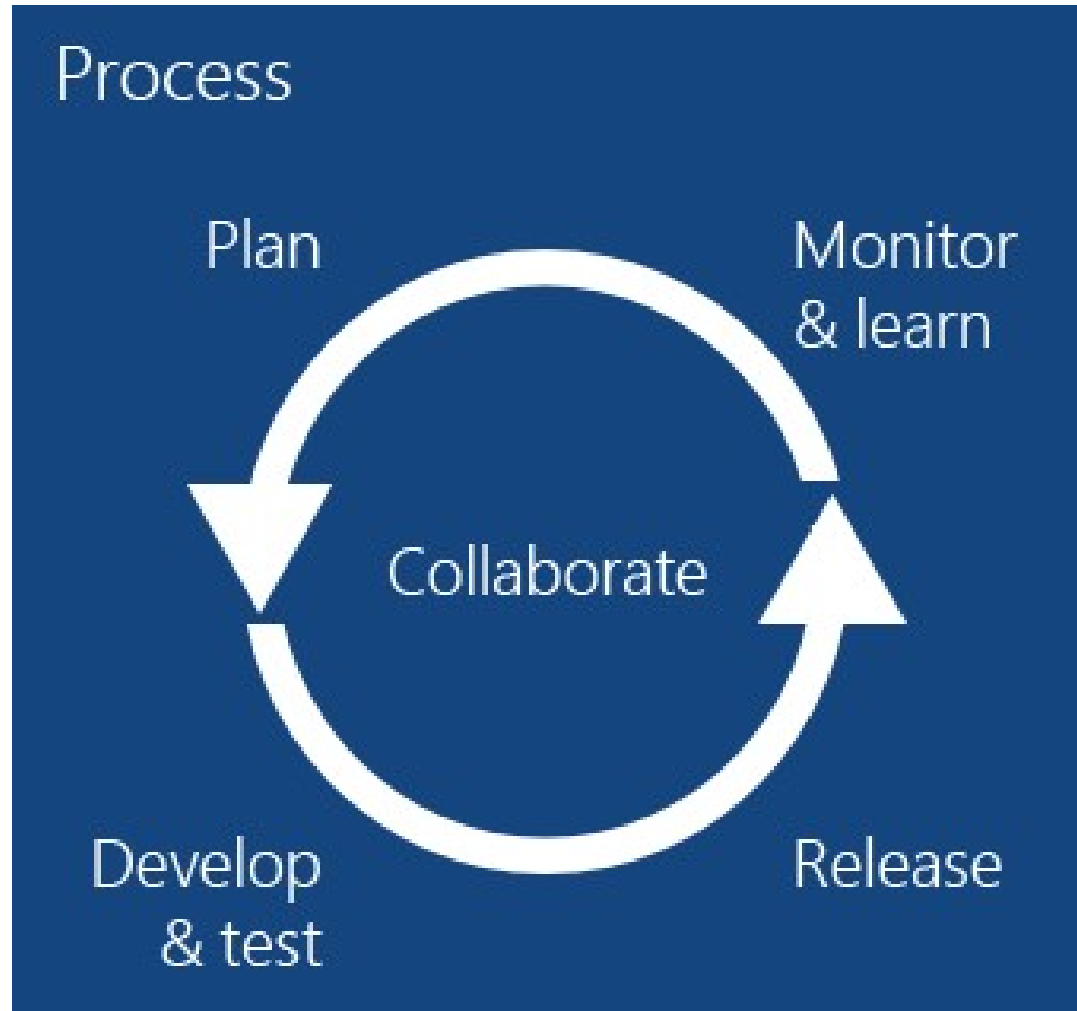 Process
Plan
Monitor
& learn
Collaborate
Develop
& test
Release